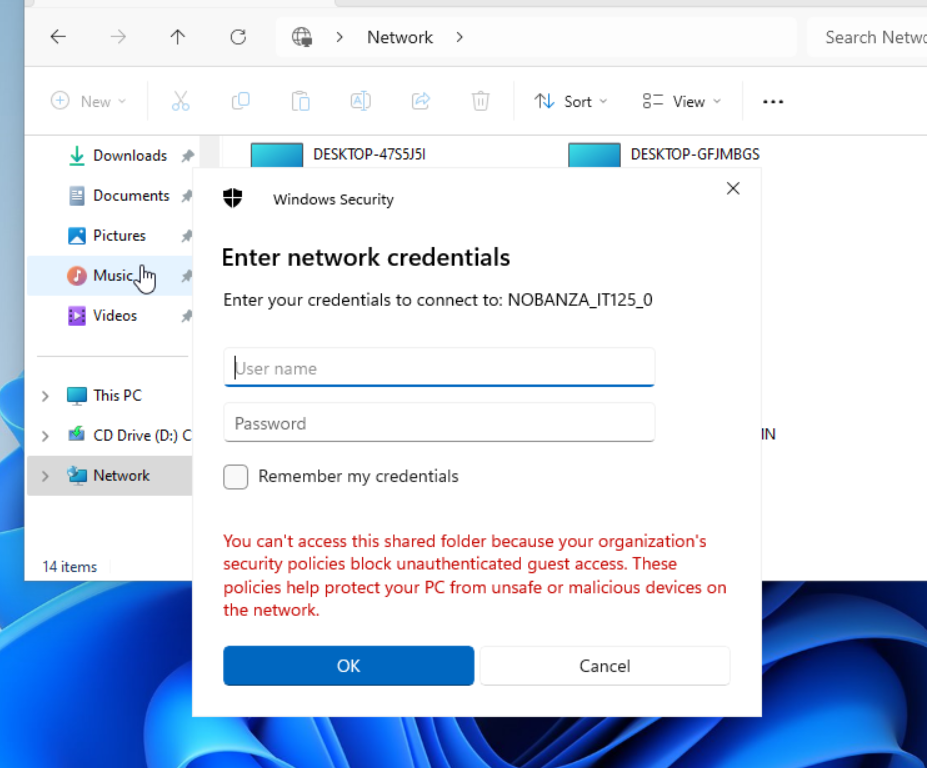 Network
Search Netwo
New
Sort
View
Downloads
DESKTOP-47S5J5I
DESKTOP-GFJMBGS
Documents
Pictures
Music
Videos
This PC
CD Drive (D:) C
Network
14 items
IN
Windows Security
Enter network credentials
Enter your credentials to connect to: NOBANZA_IT125_0
User name
Password
Remember my credentials
You can't access this shared folder because your organization's
security policies block unauthenticated guest access. These
policies help protect your PC from unsafe or malicious devices on
the network.
OK
Cancel